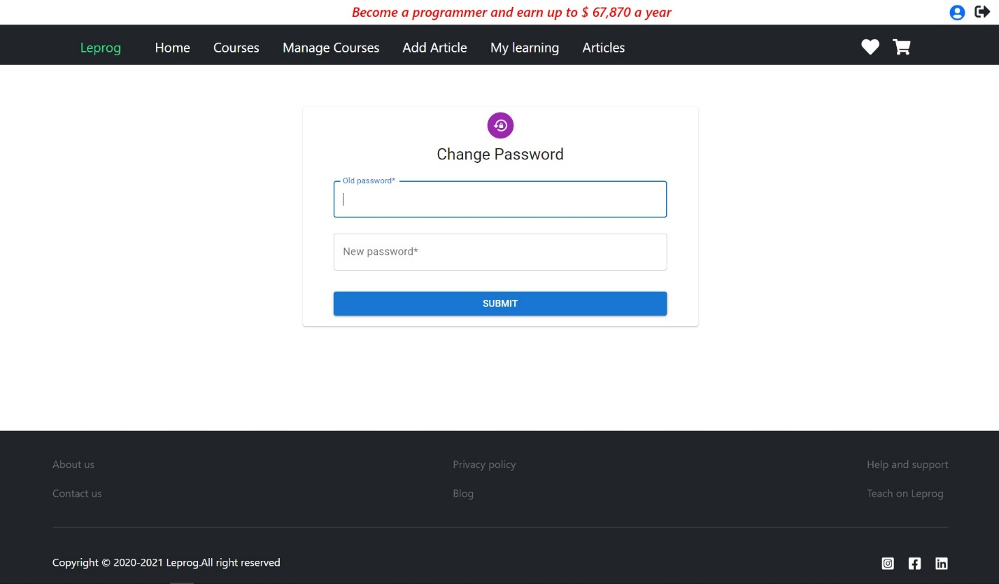 Become a programmer and earn up to $ 67,870 a year
Leprog Home Courses Manage Courses Add Article My learning Articles
Change Password
Old password*
New password*
SUBMIT
About us Privacy policy Help and support
Contact us Blog Teach on Leprog
Copyright © 2020-2021 Leprog.All right reserved